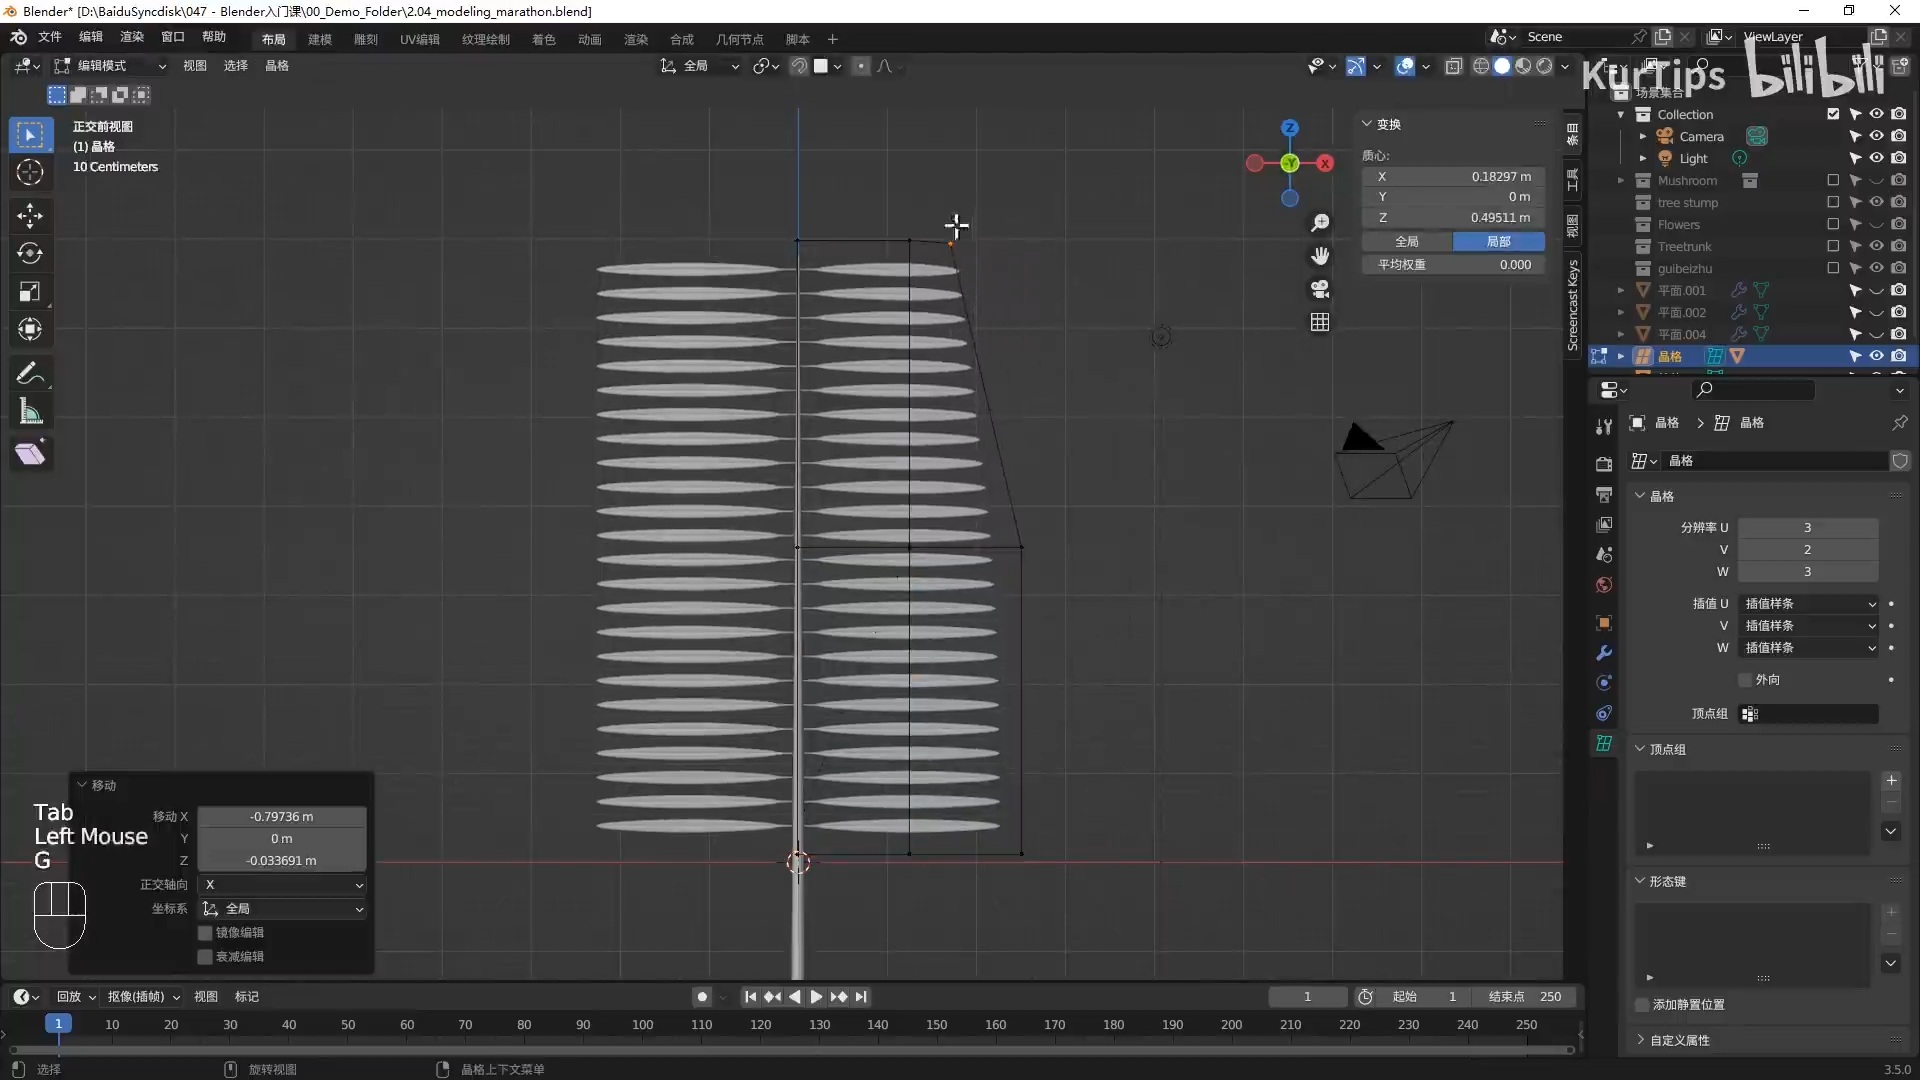 Blender* [D:\BaiduSyncdisk\047 - Blender入门课\00_Demo_Folder\2.04_modeling_marathon.blend]
文件 编辑 渲染 窗口 帮助 布局 建模 雕刻 UV编辑 纹理绘制 着色 动画 渲染 合成 几何节点 脚本 + Scene ViewLayer
编辑模式 视图 选择 晶格 全局
KurTips bilibili
场景集合
正交前视图
(1) 晶格
10 Centimeters
Z
Y
X
变换
质心:
X 0.18297 m
Y 0 m
Z 0.49511 m
全局 局部
平均权重 0.000
条目
工具
视图
Screencast Keys
Collection
Camera
Light
Mushroom
tree stump
Flowers
Treetrunk
guibeizhu
平面.001
平面.002
平面.004
晶格
晶格 > 晶格
晶格
晶格
分辨率 U 3
V 2
W 3
插值 U 插值样条
V 插值样条
W 插值样条
外向
顶点组
顶点组
形态键
添加静置位置
自定义属性
移动
移动 X -0.79736 m
Y 0 m
Z -0.033691 m
正交轴向 X
坐标系 全局
镜像编辑
衰减编辑
Tab
Left Mouse
G
回放 抠像(插帧) 视图 标记 1 起始 1 结束点 250
1 10 20 30 40 50 60 70 80 90 100 110 120 130 140 150 160 170 180 190 200 210 220 230 240 250
选择 旋转视图 晶格上下文菜单 3.5.0